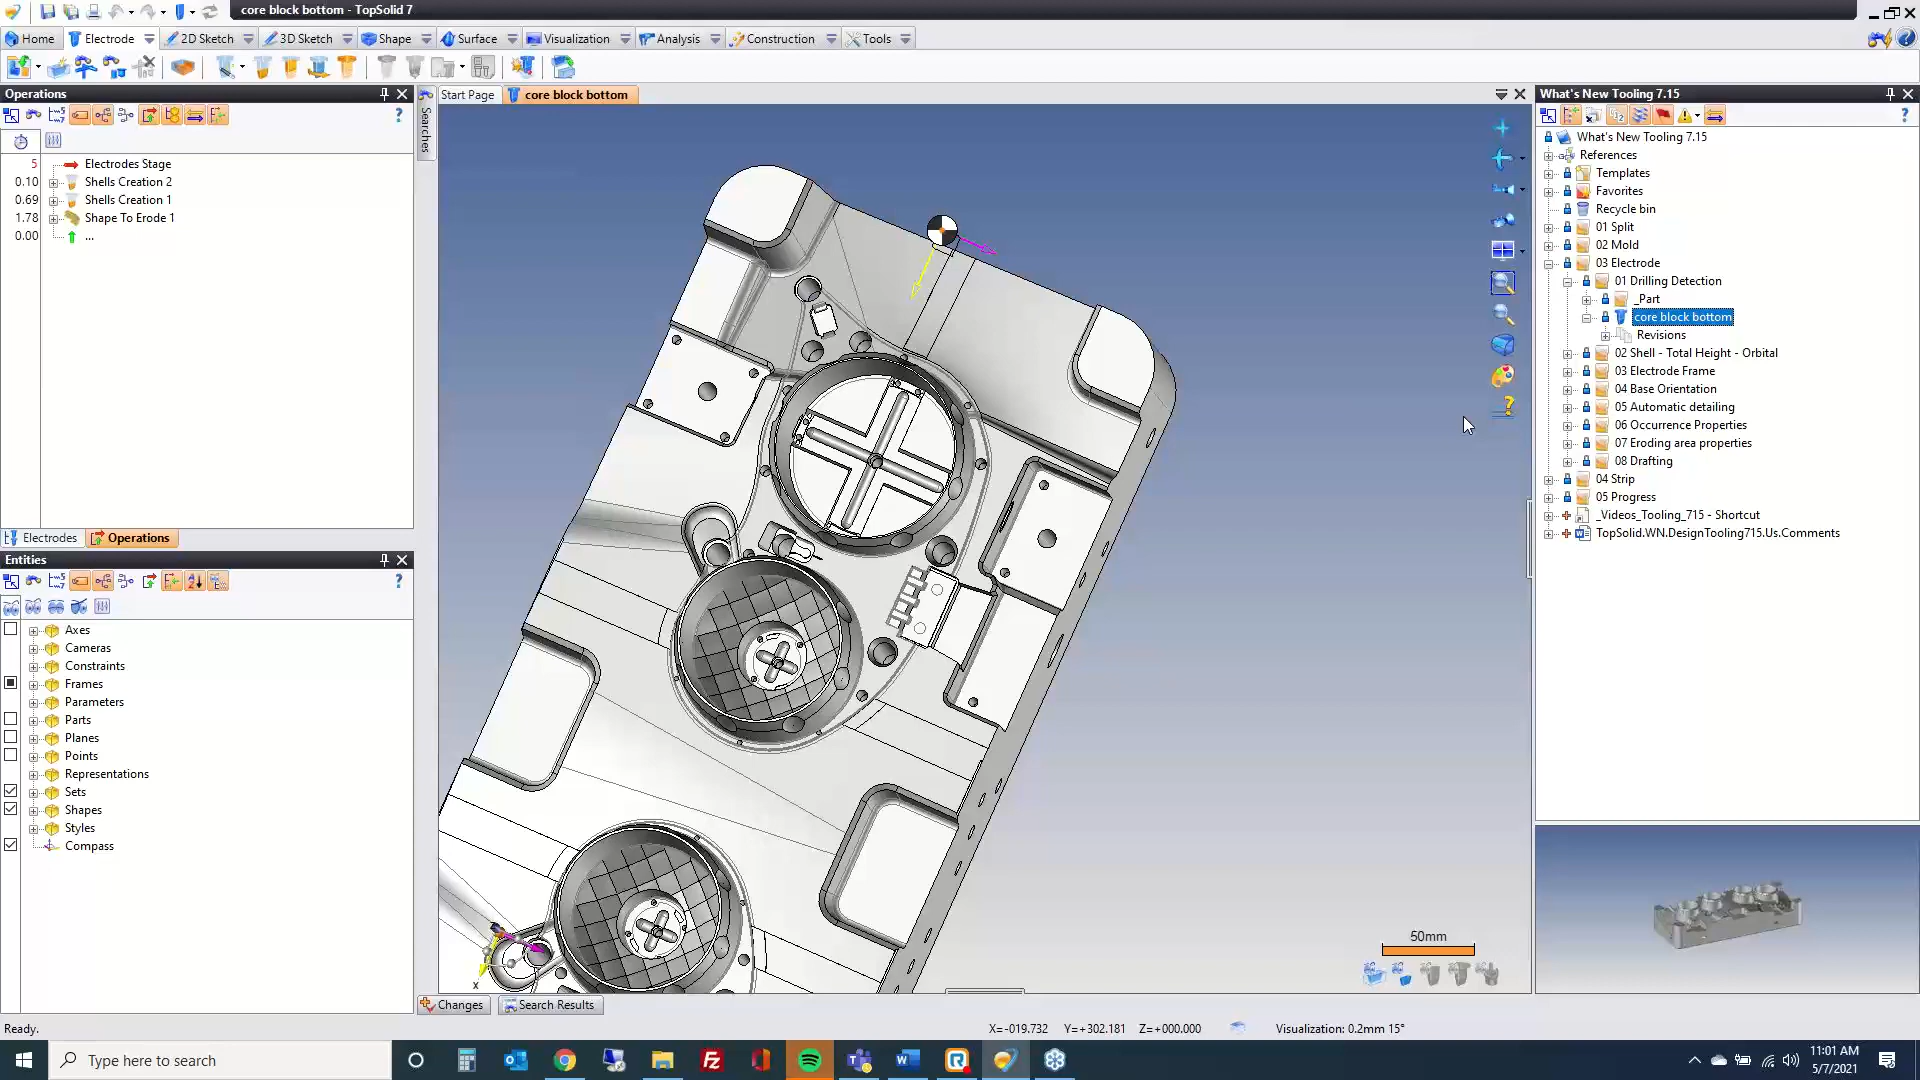 core block bottom - TopSolid 7
Home
Electrode
2D Sketch
3D Sketch
Shape
Surface
Visualization
Analysis
Construction
Tools
Operations
5 Electrodes Stage
0.10 Shells Creation 2
0.69 Shells Creation 1
1.78 Shape To Erode 1
0.00 ...
Electrodes
Operations
Entities
Axes
Cameras
Constraints
Frames
Parameters
Parts
Planes
Points
Representations
Sets
Shapes
Styles
Compass
Searches
Start Page
core block bottom
x
50mm
Changes
Search Results
What's New Tooling 7.15
What's New Tooling 7.15
References
Templates
Favorites
Recycle bin
01 Split
02 Mold
03 Electrode
01 Drilling Detection
_Part
core block bottom
Revisions
02 Shell - Total Height - Orbital
03 Electrode Frame
04 Base Orientation
05 Automatic detailing
06 Occurrence Properties
07 Eroding area properties
08 Drafting
04 Strip
05 Progress
_Videos_Tooling_715 - Shortcut
TopSolid.WN.DesignTooling715.Us.Comments
Ready.
X=-019.732 Y=+302.181 Z=+000.000
Visualization: 0.2mm 15°
Type here to search
11:01 AM
5/7/2021